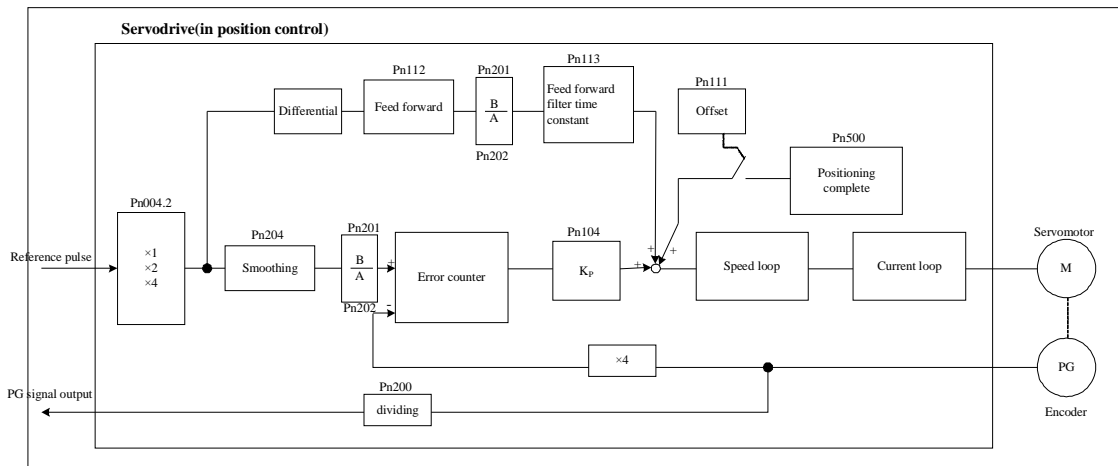 Servodrive(in position control)
Pn112
Pn201
Pn113
Pn111
Differential
Feed forward
B
A
Feed forward
filter time
constant
Offset
Pn202
Pn500
Positioning
complete
Pn004.2
Pn204
Pn201
Pn104
Servomotor
Reference pulse
×1
×2
×4
Smoothing
B
A
+
Error counter
KP
+
+
+
Speed loop
Current loop
M
Pn202
-
×4
PG
PG signal output
Pn200
dividing
Encoder